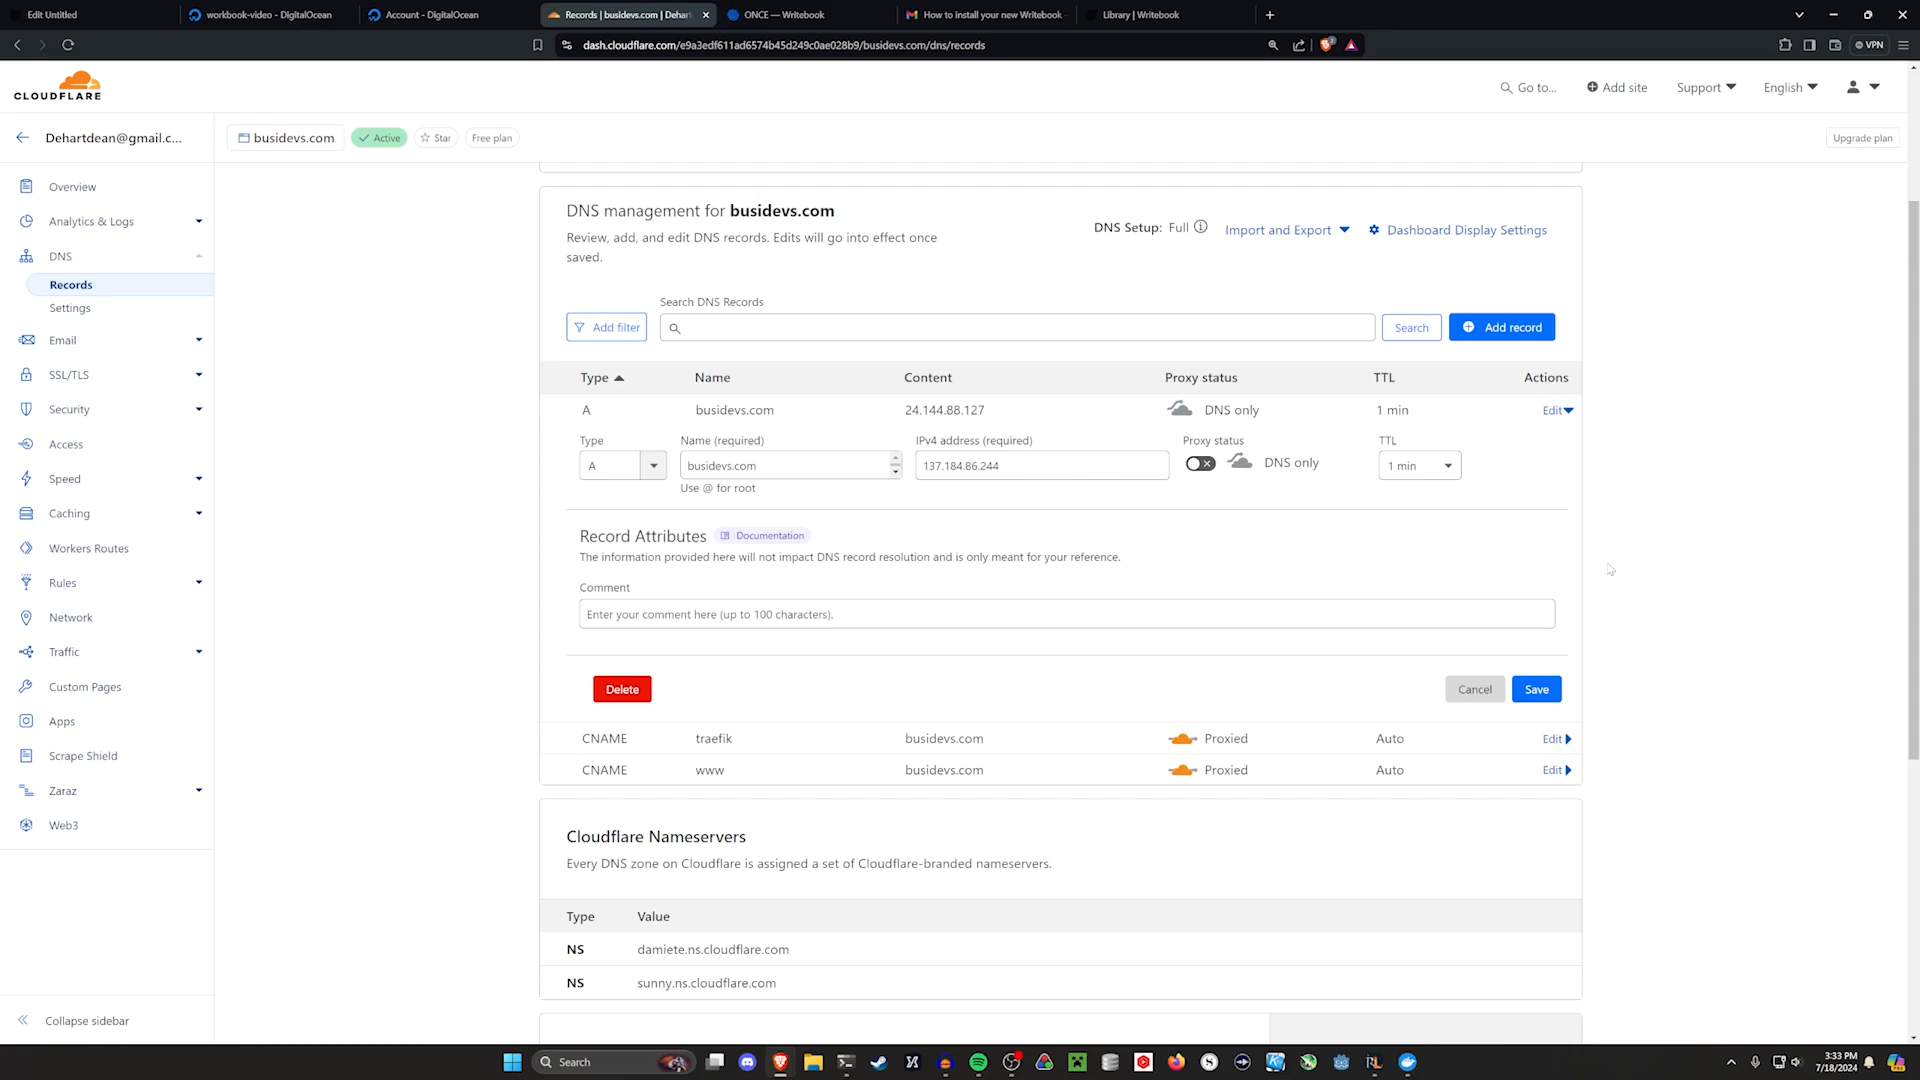 Edit Untitled
workbook-video - DigitalOcean
Account - DigitalOcean
Records | busidevs.com | Dehart
ONCE — Writebook
How to install your new Writebook -
Library | Writebook
dash.cloudflare.com/e9a3edf611ad6574b45d249c0ae028b9/busidevs.com/dns/records
VPN
CLOUDFLARE
Go to...
Add site
Support
English
Dehartdean@gmail.c...
busidevs.com
Active
Star
Free plan
Upgrade plan
Overview
Analytics & Logs
DNS
Records
Settings
Email
SSL/TLS
Security
Access
Speed
Caching
Workers Routes
Rules
Network
Traffic
Custom Pages
Apps
Scrape Shield
Zaraz
Web3
Collapse sidebar
DNS management for busidevs.com
Review, add, and edit DNS records. Edits will go into effect once
saved.
DNS Setup: Full
Import and Export
Dashboard Display Settings
Search DNS Records
Add filter
Search
Add record
Type Name Content Proxy status TTL Actions
A busidevs.com 24.144.88.127 DNS only 1 min Edit
Type Name (required) IPv4 address (required) Proxy status TTL
A busidevs.com 137.184.86.244 DNS only 1 min
Use @ for root
Record Attributes Documentation
The information provided here will not impact DNS record resolution and is only meant for your reference.
Comment
Enter your comment here (up to 100 characters).
Delete Cancel Save
CNAME traefik busidevs.com Proxied Auto Edit
CNAME www busidevs.com Proxied Auto Edit
Cloudflare Nameservers
Every DNS zone on Cloudflare is assigned a set of Cloudflare-branded nameservers.
Type Value
NS damiete.ns.cloudflare.com
NS sunny.ns.cloudflare.com
Search
3:33 PM
7/18/2024